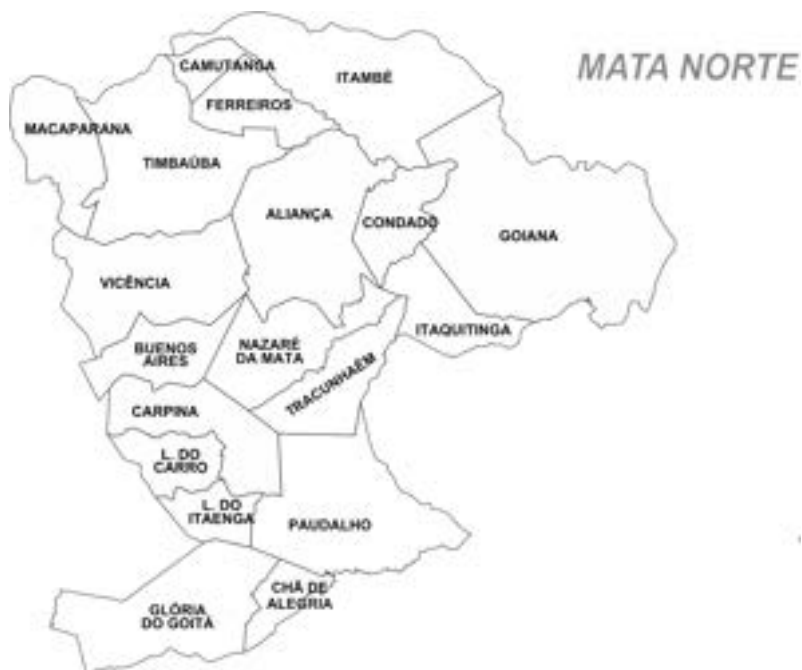 MATA NORTE
CAMUTANGA
ITAMBÉ
FERREIROS
MACAPARANA
TIMBAÚBA
ALIANÇA
CONDADO
GOIANA
VICÊNCIA
ITAQUITINGA
BUENOS
AIRES
NAZARÉ
DA MATA
TRACUNHAÉM
CARPINA
L. DO
CARRO
L. DO
ITAENGA
PAUDALHO
CHÃ DE
ALEGRIA
GLÓRIA
DO GOITÁ